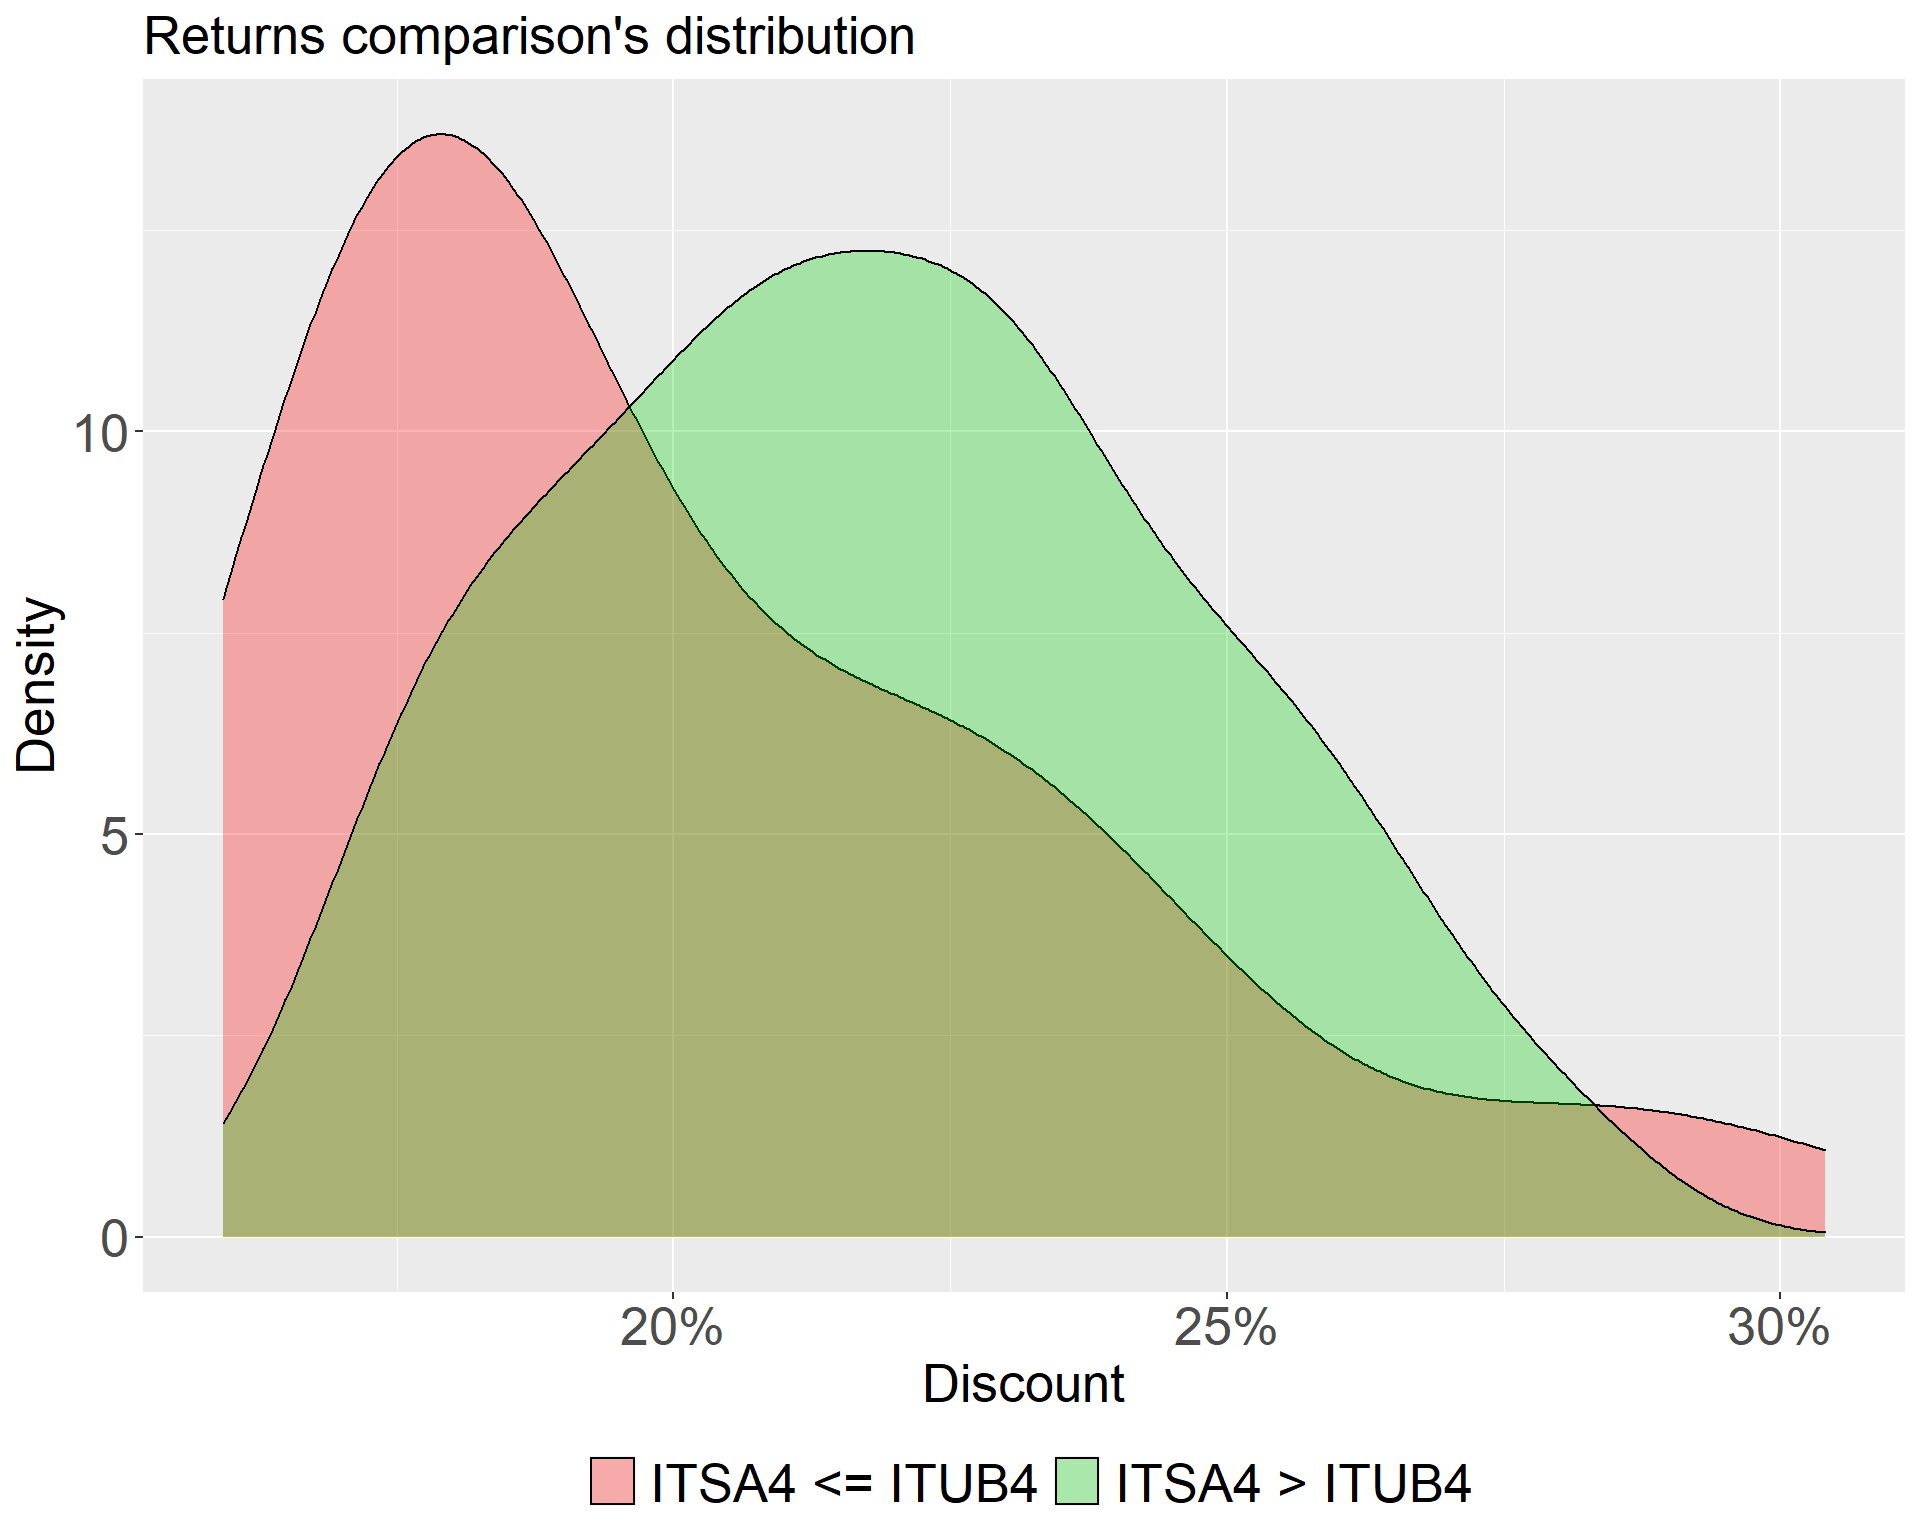 Returns comparison's distribution
Density
10
5
0
20% 25% 30%
Discount
ITSA4 <= ITUB4 ITSA4 > ITUB4